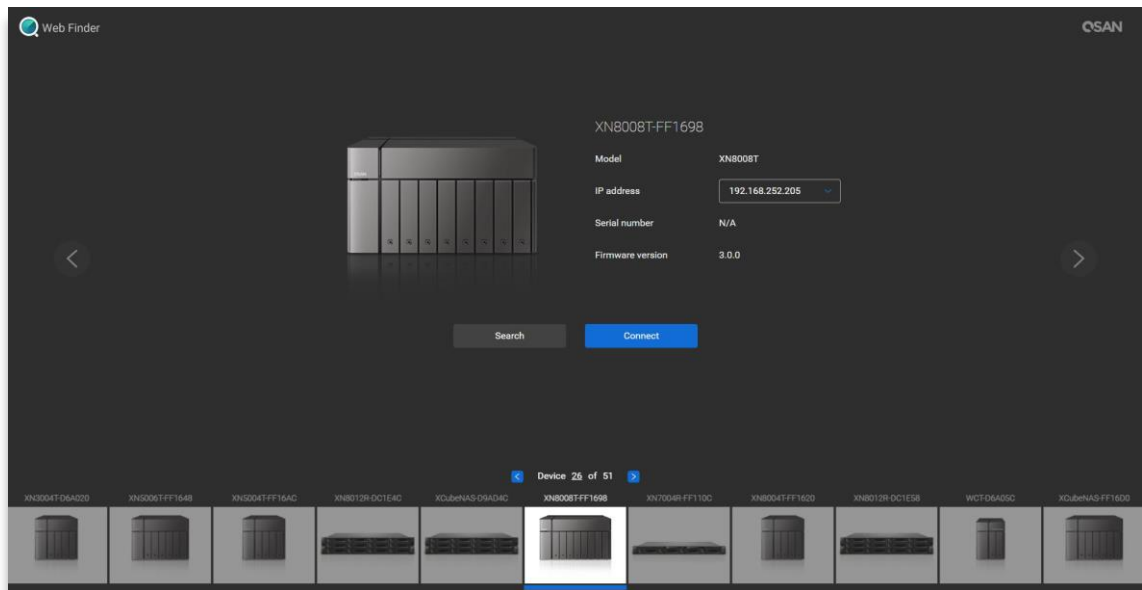 Web Finder
QSAN
XN8008T-FF1698
Model XN8008T
IP address 192.168.252.205
Serial number N/A
Firmware version 3.0.0
Search Connect
Device 26 of 51
XN3004T-D6A020 XN5006T-FF1648 XN5004T-FF16AC XN8012R-DC1E4C XCubeNAS-D9AD4C XN8008T-FF1698 XN7004R-FF110C XN8004T-FF1620 XN8012R-DC1E58 WCT-D6A05C XCubeNAS-FF16D0